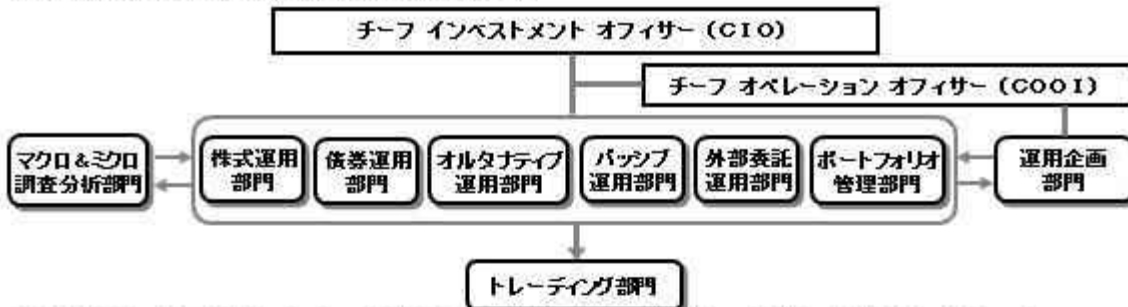 チーフ インベストメント オフィサー (CIO)
チーフ オペレーション オフィサー (COOI)
マクロ&ミクロ
調査分析部門
株式運用
部門
債券運用
部門
オルタナティブ
運用部門
パッシブ
運用部門
外部委託
運用部門
ポートフォリオ
管理部門
運用企画
部門
トレーディング部門